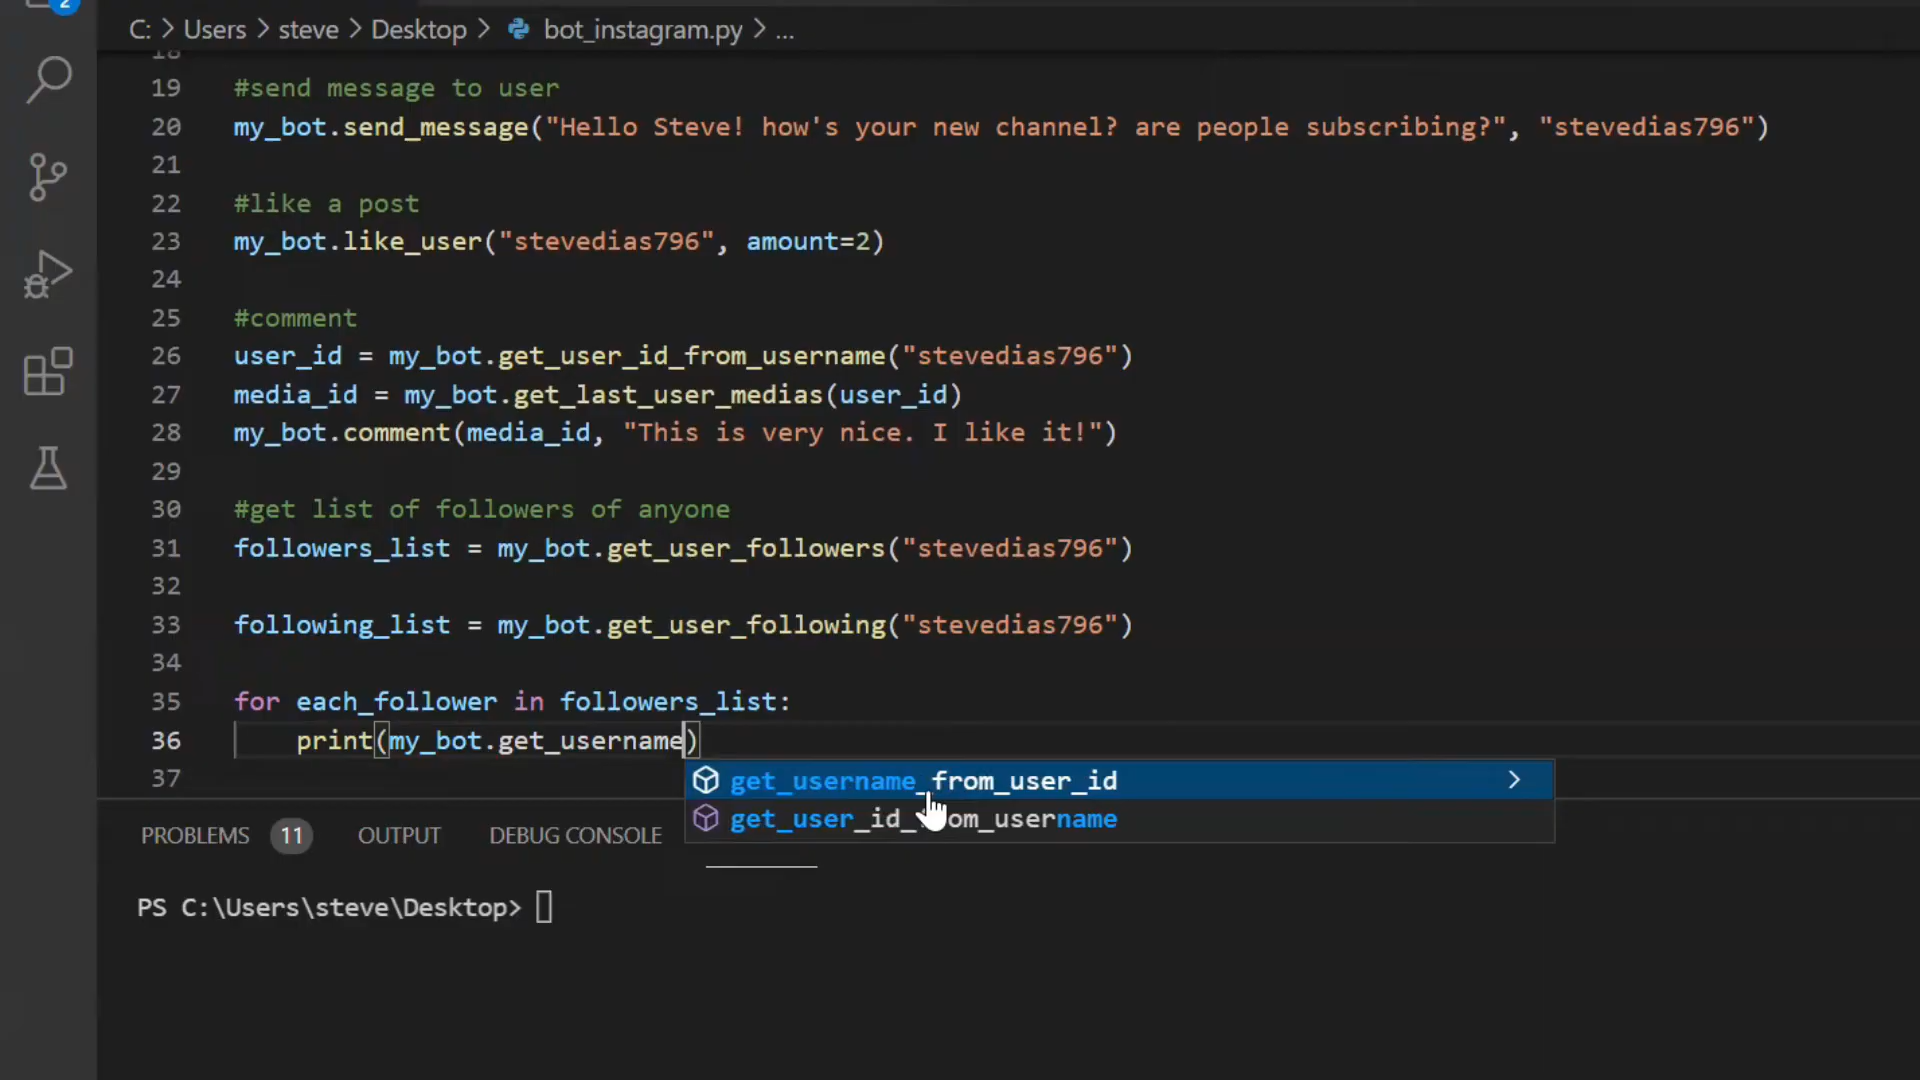 2
C: > Users > steve > Desktop > bot_instagram.py > ...
18
19 #send message to user
20 my_bot.send_message("Hello Steve! how's your new channel? are people subscribing?", "stevedias796")
21
22 #like a post
23 my_bot.like_user("stevedias796", amount=2)
24
25 #comment
26 user_id = my_bot.get_user_id_from_username("stevedias796")
27 media_id = my_bot.get_last_user_medias(user_id)
28 my_bot.comment(media_id, "This is very nice. I like it!")
29
30 #get list of followers of anyone
31 followers_list = my_bot.get_user_followers("stevedias796")
32
33 following_list = my_bot.get_user_following("stevedias796")
34
35 for each_follower in followers_list:
36     print(my_bot.get_username)
37
get_username_from_user_id
get_user_id_from_username
PROBLEMS 11 OUTPUT DEBUG CONSOLE
PS C:\Users\steve\Desktop>